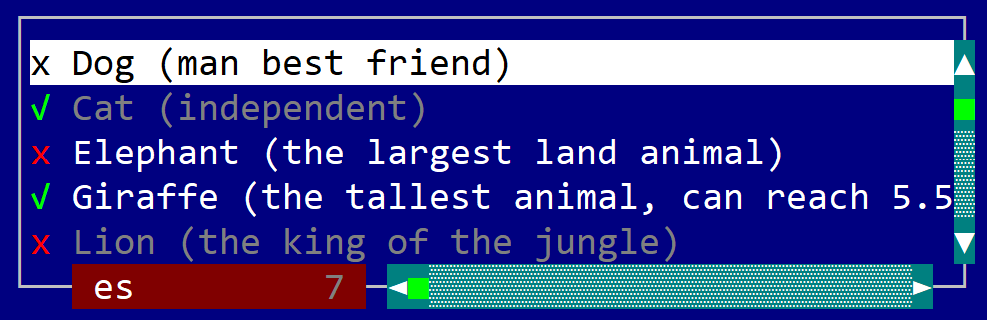 x Dog (man best friend)
√ Cat (independent)
x Elephant (the largest land animal)
√ Giraffe (the tallest animal, can reach 5.5
x Lion (the king of the jungle)
es 7